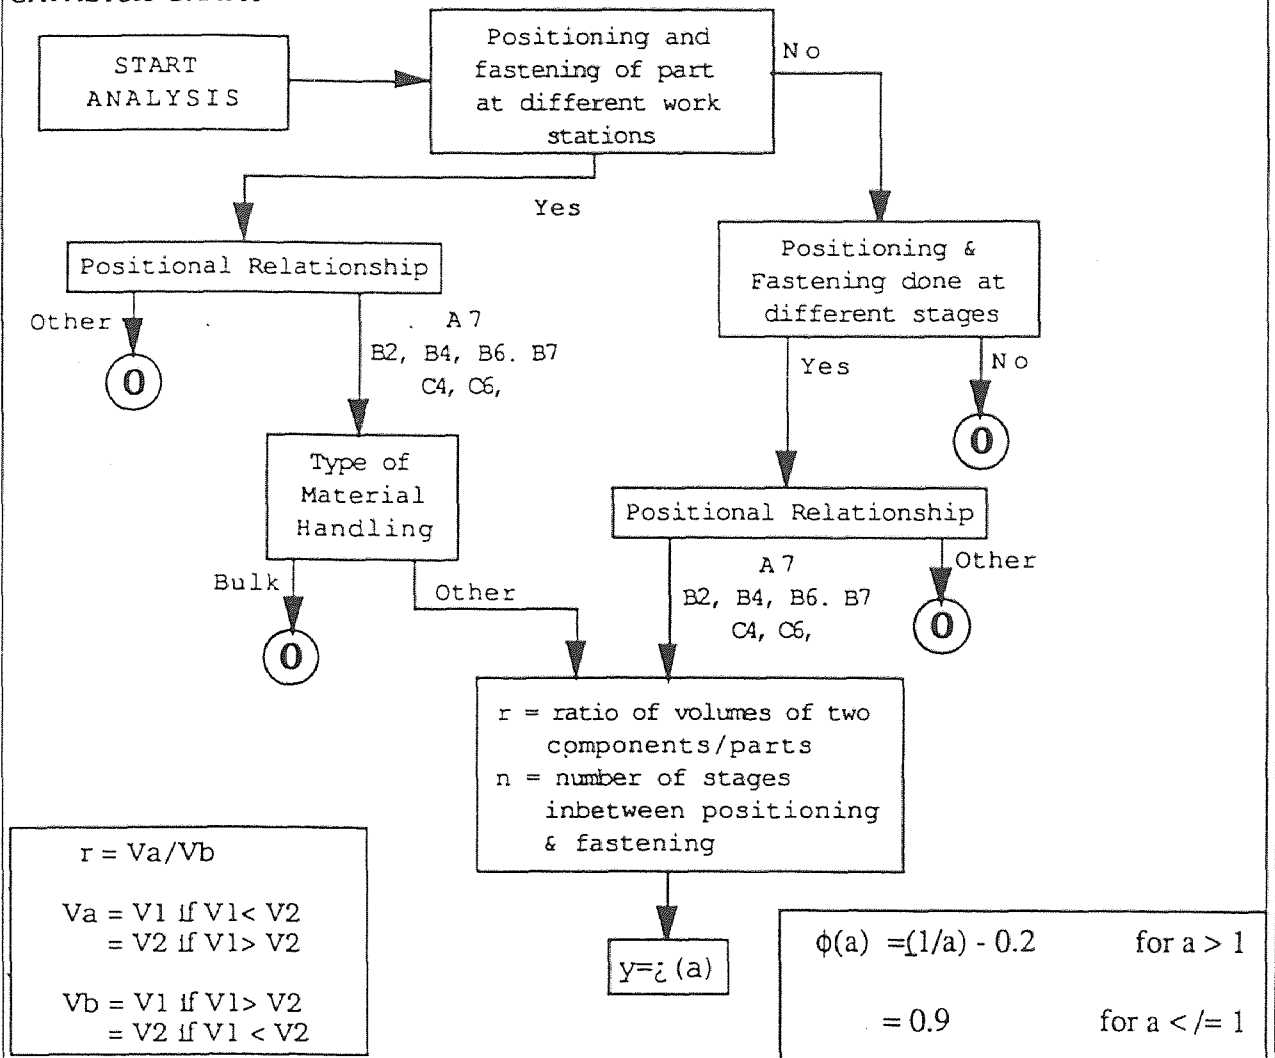 START
ANALYSIS
Positioning and
fastening of part
at different work
stations
No
Yes
Positional Relationship
Positioning &
Fastening done at
different stages
Other
A7
B2, B4, B6. B7
C4, C6,
Yes
No
0
0
Type of
Material
Handling
Positional Relationship
Bulk
Other
A7
B2, B4, B6. B7
C4, C6,
Other
0
0
r = ratio of volumes of two
components/parts
n = number of stages
inbetween positioning
& fastening
r = Va/Vb
Va = V1 if V1< V2
= V2 if V1> V2
Vb = V1 if V1> V2
= V2 if V1 < V2
y=¿(a)
ϕ(a) =(1/a) - 0.2 for a > 1
= 0.9 for a < /= 1